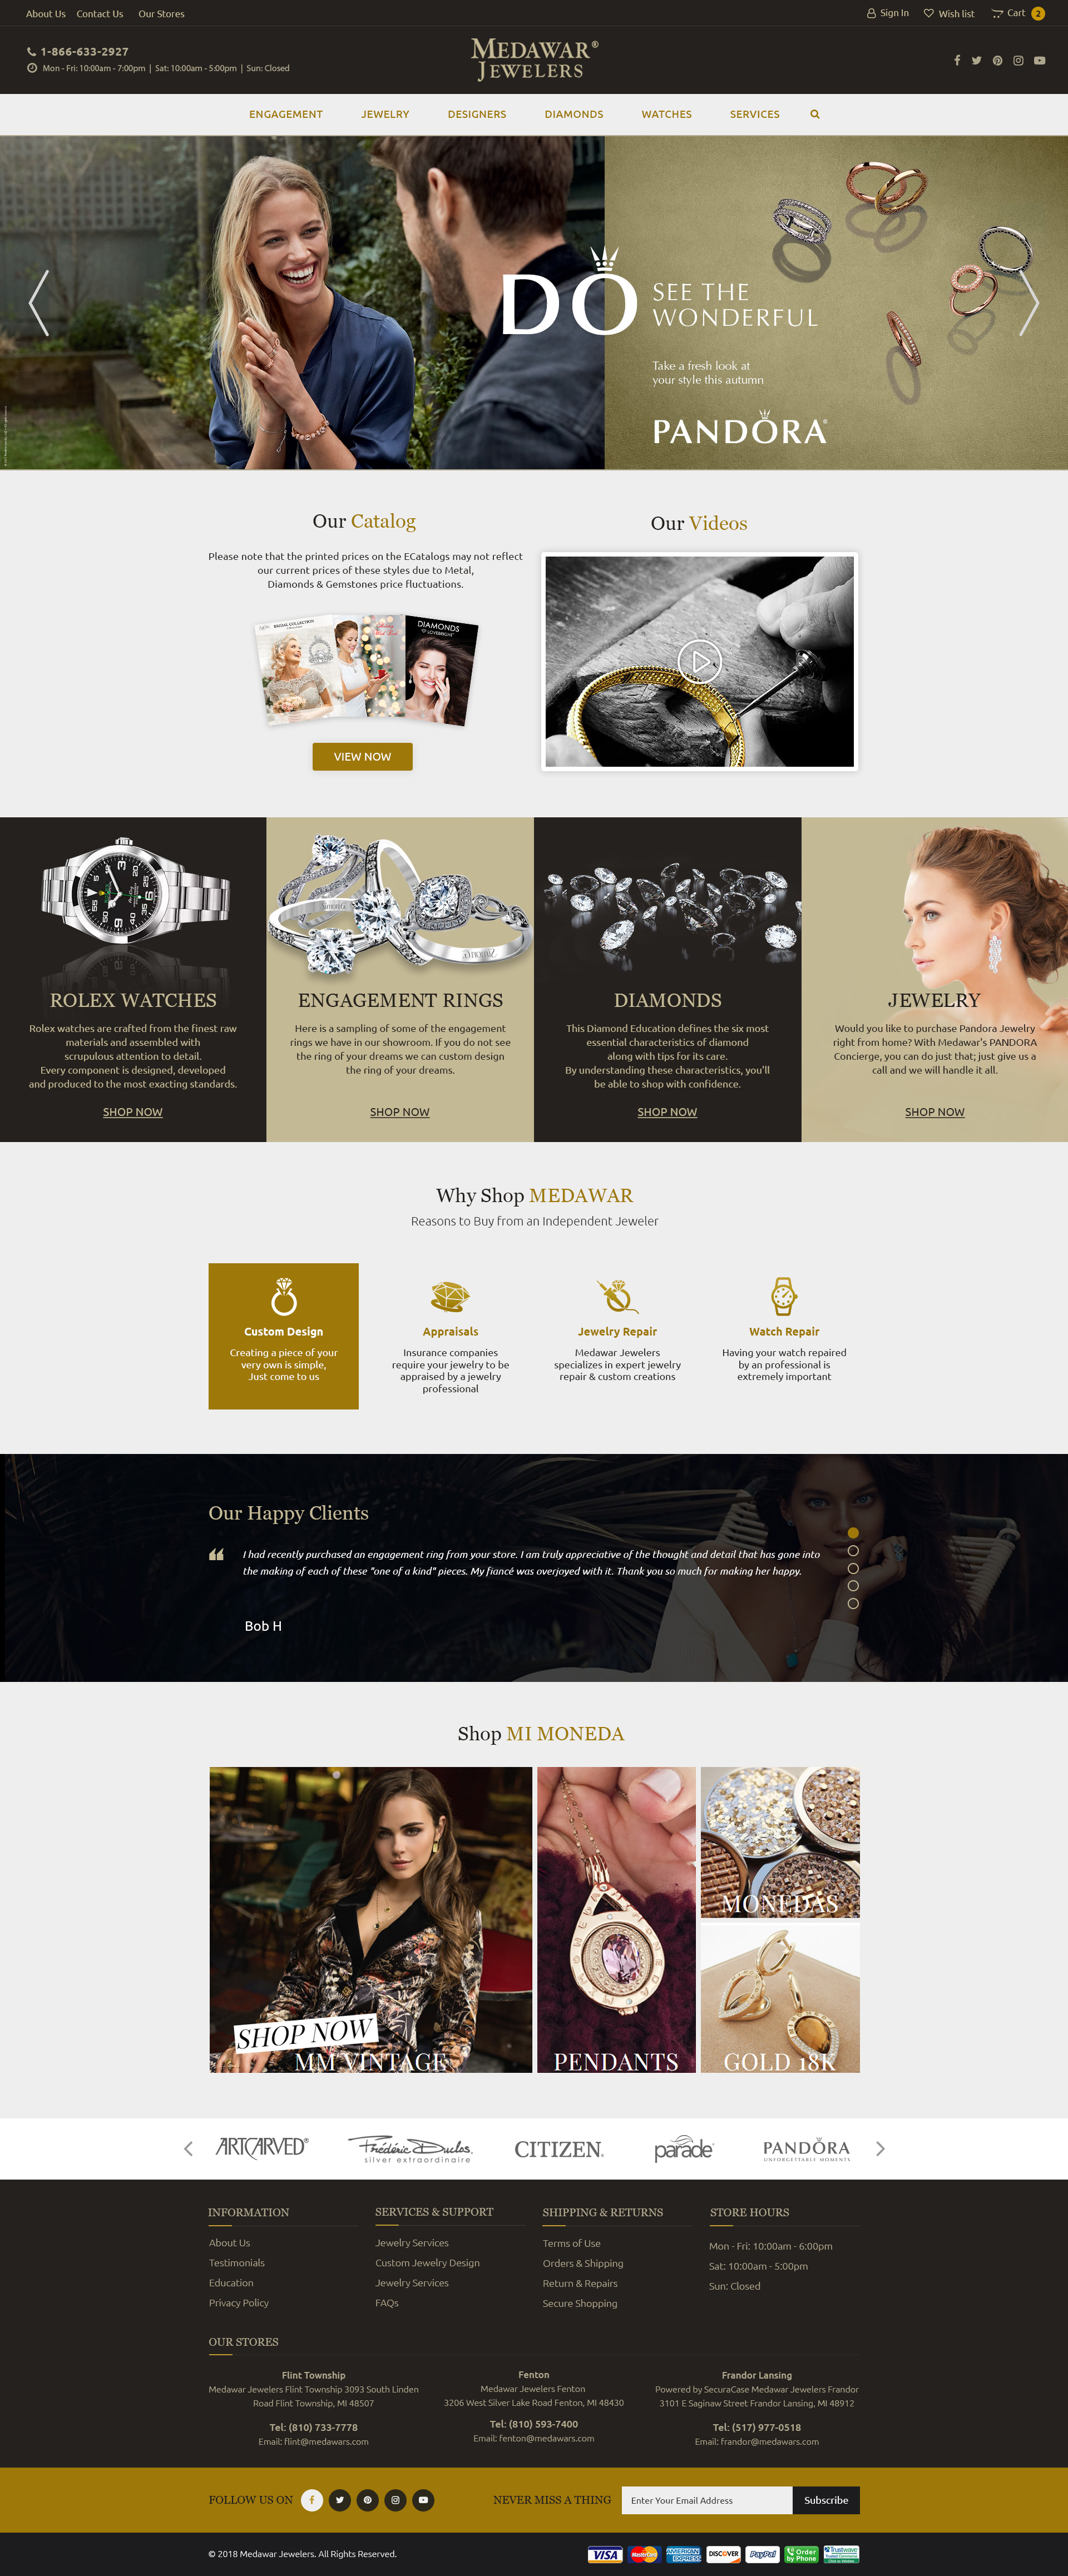 About Us
Contact Us
Our Stores
Sign In
Wish list
Cart 2
1-866-633-2927
Mon - Fri: 10:00am - 7:00pm | Sat: 10:00am - 5:00pm | Sun: Closed
MEDAWAR®
JEWELERS
ENGAGEMENT
JEWELRY
DESIGNERS
DIAMONDS
WATCHES
SERVICES
DO
SEE THE
WONDERFUL
Take a fresh look at
your style this autumn
PANDORA®
Our Catalog
Please note that the printed prices on the ECatalogs may not reflect
our current prices of these styles due to Metal,
Diamonds & Gemstones price fluctuations.
BRIDAL COLLECTION
DIAMONDS
VIEW NOW
Our Videos
ROLEX WATCHES
Rolex watches are crafted from the finest raw
materials and assembled with
scrupulous attention to detail.
Every component is designed, developed
and produced to the most exacting standards.
SHOP NOW
ENGAGEMENT RINGS
Here is a sampling of some of the engagement
rings we have in our showroom. If you do not see
the ring of your dreams we can custom design
the ring of your dreams.
SHOP NOW
DIAMONDS
This Diamond Education defines the six most
essential characteristics of diamond
along with tips for its care.
By understanding these characteristics, you'll
be able to shop with confidence.
SHOP NOW
JEWELRY
Would you like to purchase Pandora Jewelry
right from home? With Medawar's PANDORA
Concierge, you can do just that; just give us a
call and we will handle it all.
SHOP NOW
Why Shop MEDAWAR
Reasons to Buy from an Independent Jeweler
Custom Design
Creating a piece of your
very own is simple,
Just come to us
Appraisals
Insurance companies
require your jewelry to be
appraised by a jewelry
professional
Jewelry Repair
Medawar Jewelers
specializes in expert jewelry
repair & custom creations
Watch Repair
Having your watch repaired
by an professional is
extremely important
Our Happy Clients
I had recently purchased an engagement ring from your store. I am truly appreciative of the thought and detail that has gone into
the making of each of these "one of a kind" pieces. My fiancé was overjoyed with it. Thank you so much for making her happy.
Bob H
Shop MI MONEDA
SHOP NOW
MM VINTAGE
PENDANTS
MONEDAS
GOLD 18K
ARTCARVED
Frédéric Duclos
silver extraordinaire
CITIZEN
parade
PANDORA
UNFORGETTABLE MOMENTS
INFORMATION
About Us
Testimonials
Education
Privacy Policy
SERVICES & SUPPORT
Jewelry Services
Custom Jewelry Design
Jewelry Services
FAQs
SHIPPING & RETURNS
Terms of Use
Orders & Shipping
Return & Repairs
Secure Shopping
STORE HOURS
Mon - Fri: 10:00am - 6:00pm
Sat: 10:00am - 5:00pm
Sun: Closed
OUR STORES
Flint Township
Medawar Jewelers Flint Township 3093 South Linden
Road Flint Township, MI 48507
Tel: (810) 733-7778
Email: flint@medawars.com
Fenton
Medawar Jewelers Fenton
3206 West Silver Lake Road Fenton, MI 48430
Tel: (810) 593-7400
Email: fenton@medawars.com
Frandor Lansing
Powered by SecuraCase Medawar Jewelers Frandor
3101 E Saginaw Street Frandor Lansing, MI 48912
Tel: (517) 977-0518
Email: frandor@medawars.com
FOLLOW US ON
NEVER MISS A THING
Enter Your Email Address
Subscribe
© 2018 Medawar Jewelers. All Rights Reserved.
VISA
MasterCard
AMERICAN EXPRESS
DISCOVER
PayPal
Order
by Phone
Trustwave